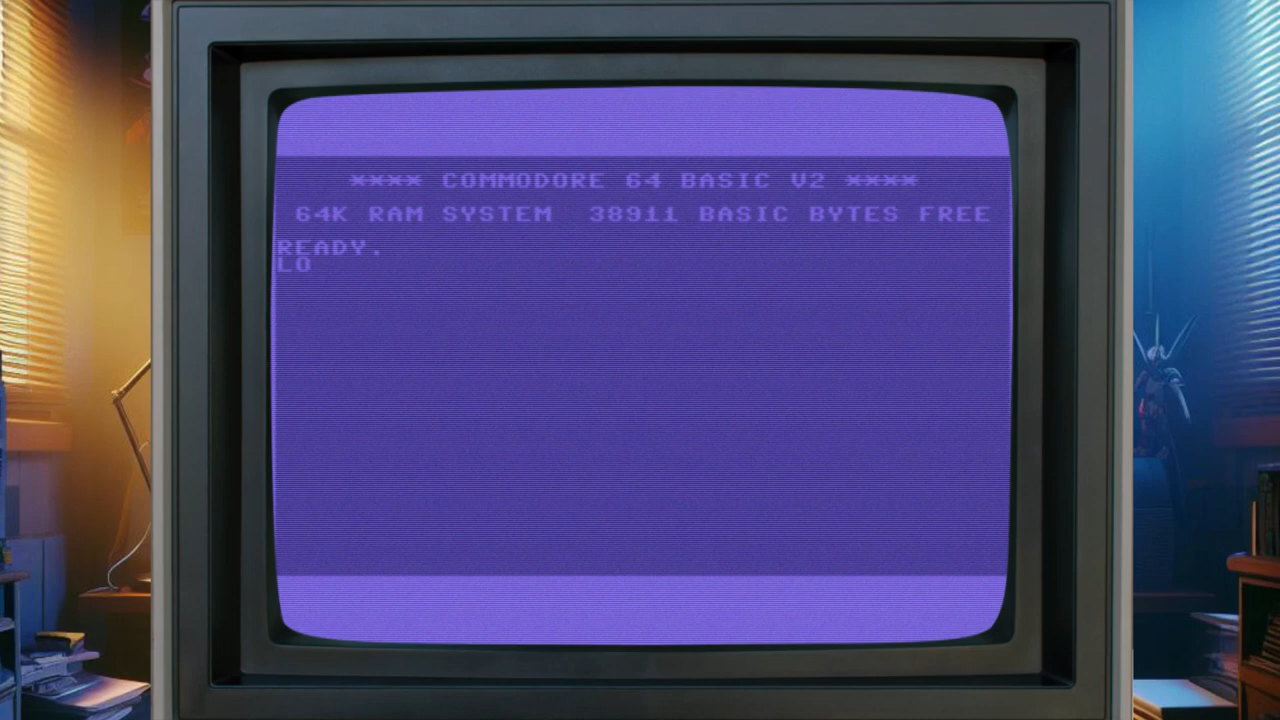 **** COMMODORE 64 BASIC V2 ****
64K RAM SYSTEM  38911 BASIC BYTES FREE
READY.
LO